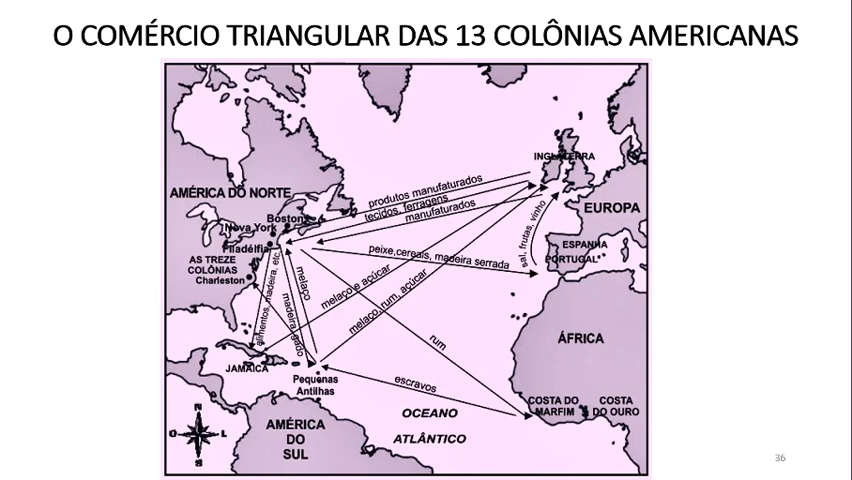 O COMÉRCIO TRIANGULAR DAS 13 COLÔNIAS AMERICANAS
INGLATERRA
produtos manufaturados
AMÉRICA DO NORTE
tecidos, ferragens
manufaturados
EUROPA
Boston
Nova York
sal, frutas, vinho
Filadélfia
peixe,cereais, madeira serrada
ESPANHA
PORTUGAL
AS TREZE
COLÔNIAS
Charleston
alimentos, madeira, etc.
melaço
madeira, gado
melaço e açúcar
melaço, rum, açúcar
rum
ÁFRICA
JAMAICA
Pequenas
Antilhas
escravos
COSTA DO
MARFIM
COSTA
DO OURO
OCEANO
ATLÂNTICO
AMÉRICA
DO
SUL
N
O
L
S
36